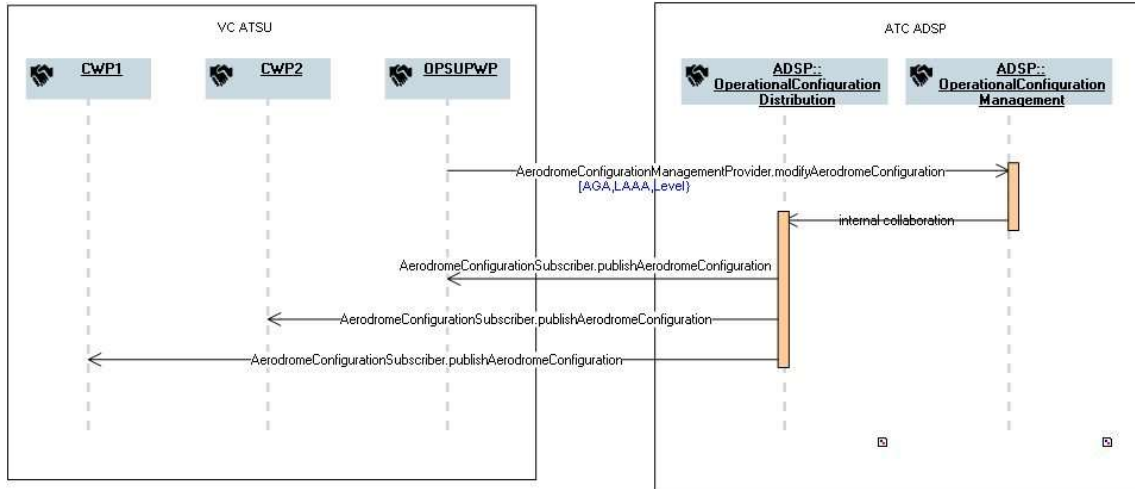 VC ATSU
ATC ADSP
CWP1
CWP2
OPSUPWP
ADSP::
OperationalConfiguration
Distribution
ADSP::
OperationalConfiguration
Management
AerodromeConfigurationManagementProvider.modifyAerodromeConfiguration
[AGA,LAAA,Level}
internal collaboration
AerodromeConfigurationSubscriber.publishAerodromeConfiguration
AerodromeConfigurationSubscriber.publishAerodromeConfiguration
AerodromeConfigurationSubscriber.publishAerodromeConfiguration